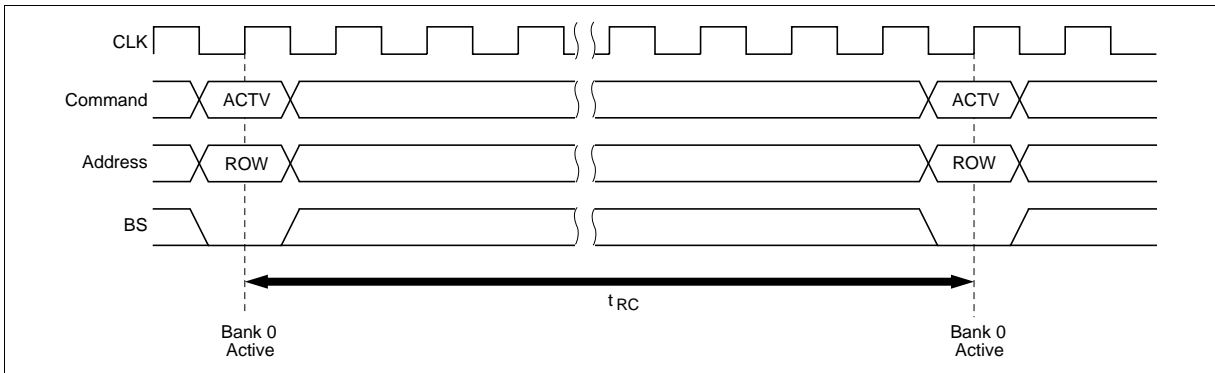 CLK
Command
ACTV
ACTV
Address
ROW
ROW
BS
t RC
Bank 0
Active
Bank 0
Active